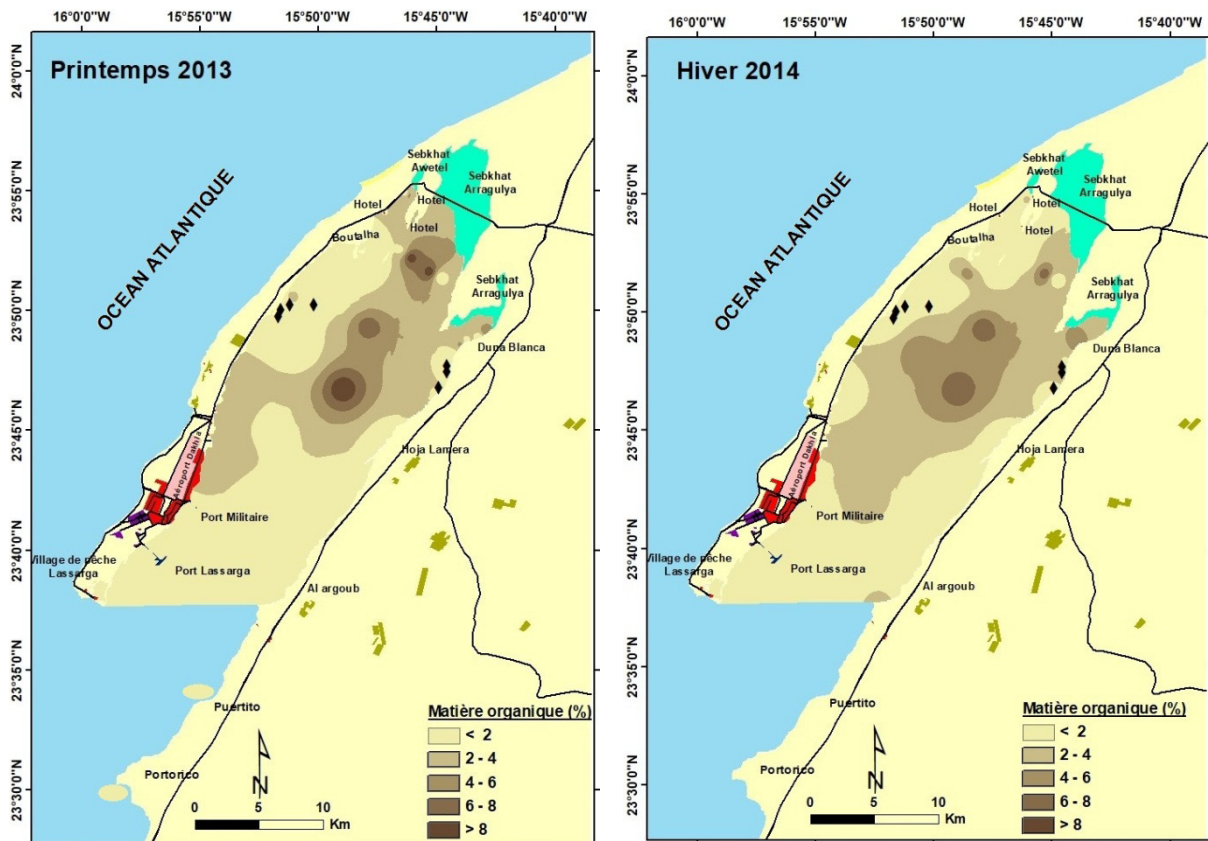 16°0'0"W 15°55'0"W 15°50'0"W 15°45'0"W 15°40'0"W
Printemps 2013
24°0'0"N
23°55'0"N
23°50'0"N
23°45'0"N
23°40'0"N
23°35'0"N
23°30'0"N
OCEAN ATLANTIQUE
Sebkhat
Awetel
Sebkhat
Arragulya
Hotel
Hotel
Hotel
Boutalha
Sebkhat
Arragulya
Duna Blanca
Hoja Lamera
Aéroport Dakhla
Port Militaire
Village de pêche
Lassarga
Port Lassarga
Al argoub
Puertito
Portorico
N
0 5 10
Km
Matière organique (%)
< 2
2 - 4
4 - 6
6 - 8
> 8
16°0'0"W 15°55'0"W 15°50'0"W 15°45'0"W 15°40'0"W
Hiver 2014
24°0'0"N
23°55'0"N
23°50'0"N
23°45'0"N
23°40'0"N
23°35'0"N
23°30'0"N
OCEAN ATLANTIQUE
Sebkhat
Awetel
Sebkhat
Arragulya
Hotel
Hotel
Hotel
Boutalha
Sebkhat
Arragulya
Duna Blanca
Hoja Lamera
Aéroport Dakhla
Port Militaire
Village de pêche
Lassarga
Port Lassarga
Al argoub
Puertito
Portorico
N
0 5 10
Km
Matière organique (%)
< 2
2 - 4
4 - 6
6 - 8
> 8